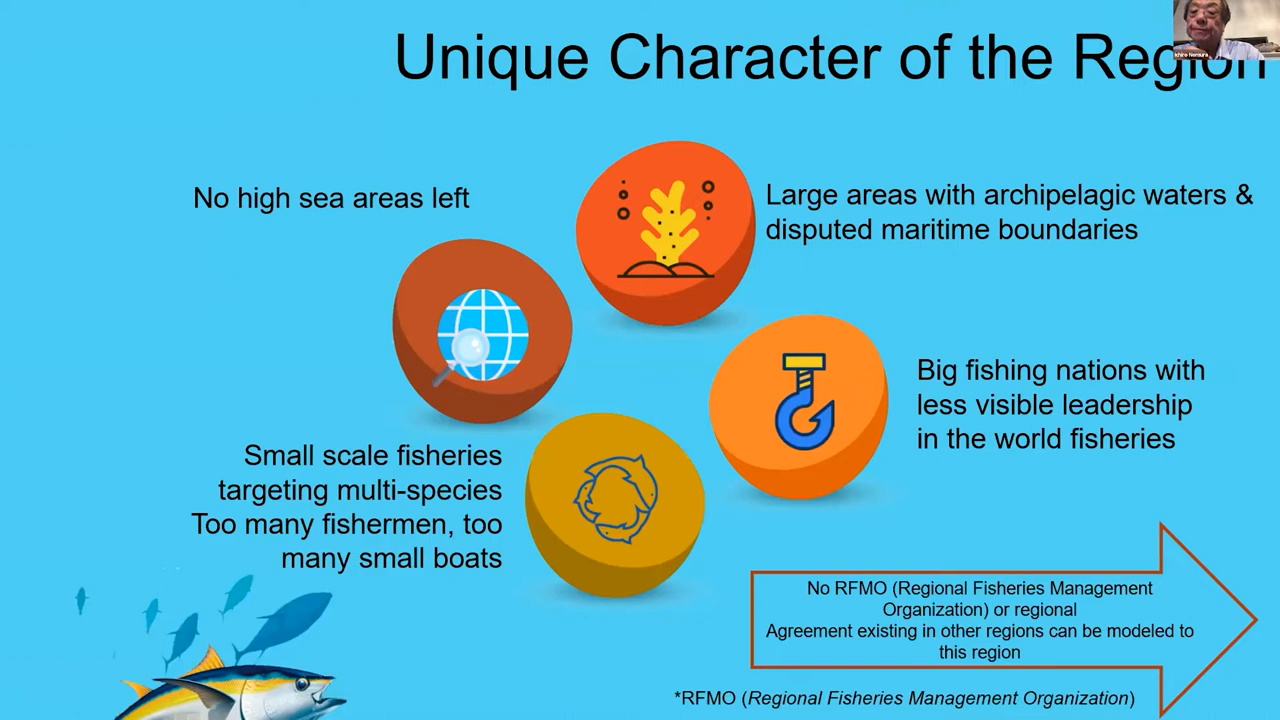 Unique Character of the Region
Ichiro Nomura
No high sea areas left
Large areas with archipelagic waters &
disputed maritime boundaries
Big fishing nations with
less visible leadership
in the world fisheries
Small scale fisheries
targeting multi-species
Too many fishermen, too
many small boats
No RFMO (Regional Fisheries Management
Organization) or regional
Agreement existing in other regions can be modeled to
this region
*RFMO (Regional Fisheries Management Organization)